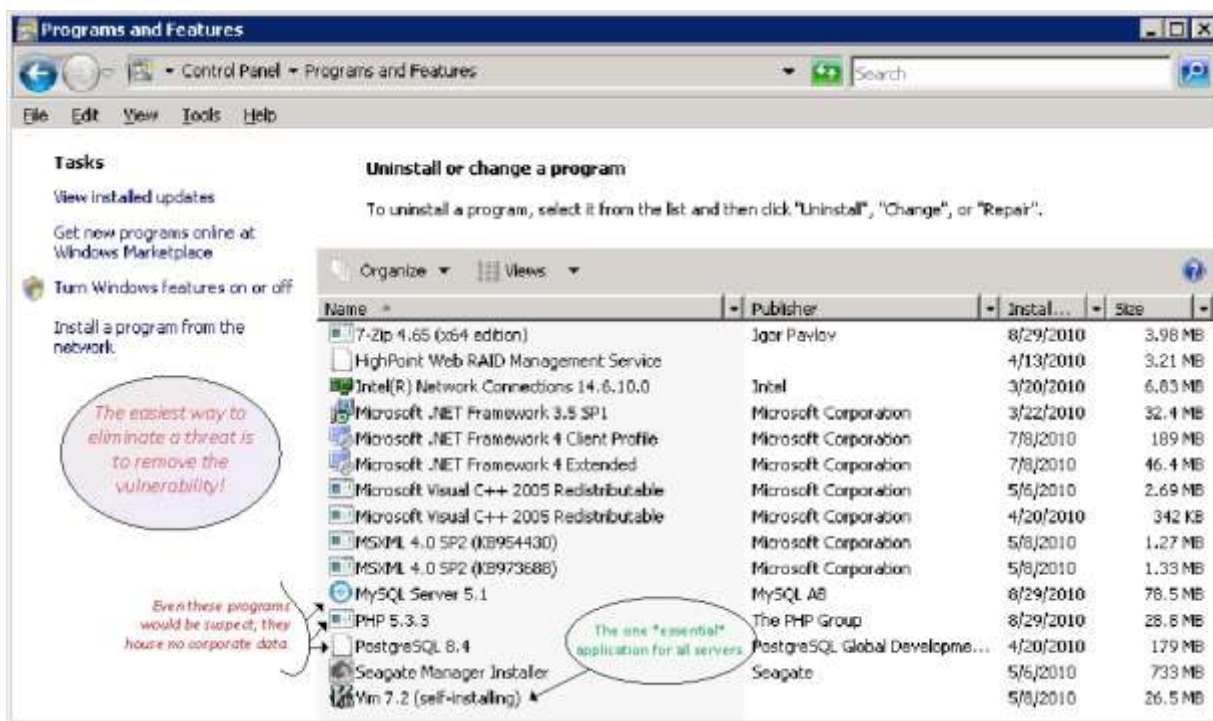 Programs and Features
Control Panel Programs and Features
Search
File Edit View Tools Help
Tasks
View installed updates
Get new programs online at
Windows Marketplace
Turn Windows features on or off
Install a program from the
network
The easiest way to
eliminate a threat is
to remove the
vulnerability!
Even these programs
would be suspect, they
house no corporate data.
Uninstall or change a program
To uninstall a program, select it from the list and then click "Uninstall", "Change", or "Repair".
Organize Views
Name Publisher Instal... Size
7-Zip 4.65 (x64 edition) Igor Pavlov 8/29/2010 3.98 MB
HighPoint Web RAID Management Service 4/13/2010 3.21 MB
Intel(R) Network Connections 14.6.10.0 Intel 3/20/2010 6.83 MB
Microsoft .NET Framework 3.5 SP1 Microsoft Corporation 3/22/2010 32.4 MB
Microsoft .NET Framework 4 Client Profile Microsoft Corporation 7/8/2010 189 MB
Microsoft .NET Framework 4 Extended Microsoft Corporation 7/8/2010 46.4 MB
Microsoft Visual C++ 2005 Redistributable Microsoft Corporation 5/6/2010 2.69 MB
Microsoft Visual C++ 2005 Redistributable Microsoft Corporation 4/20/2010 342 KB
MSXML 4.0 SP2 (KB954430) Microsoft Corporation 5/8/2010 1.27 MB
MSXML 4.0 SP2 (KB973688) Microsoft Corporation 5/8/2010 1.33 MB
MySQL Server 5.1 MySQL AB 8/29/2010 78.5 MB
PHP 5.3.3 The PHP Group 8/29/2010 28.8 MB
PostgreSQL 8.4 PostgreSQL Global Developme... 4/20/2010 179 MB
Seagate Manager Installer Seagate 5/6/2010 733 MB
Vim 7.2 (self-installing) 5/8/2010 26.5 MB
The one *essential*
application for all servers